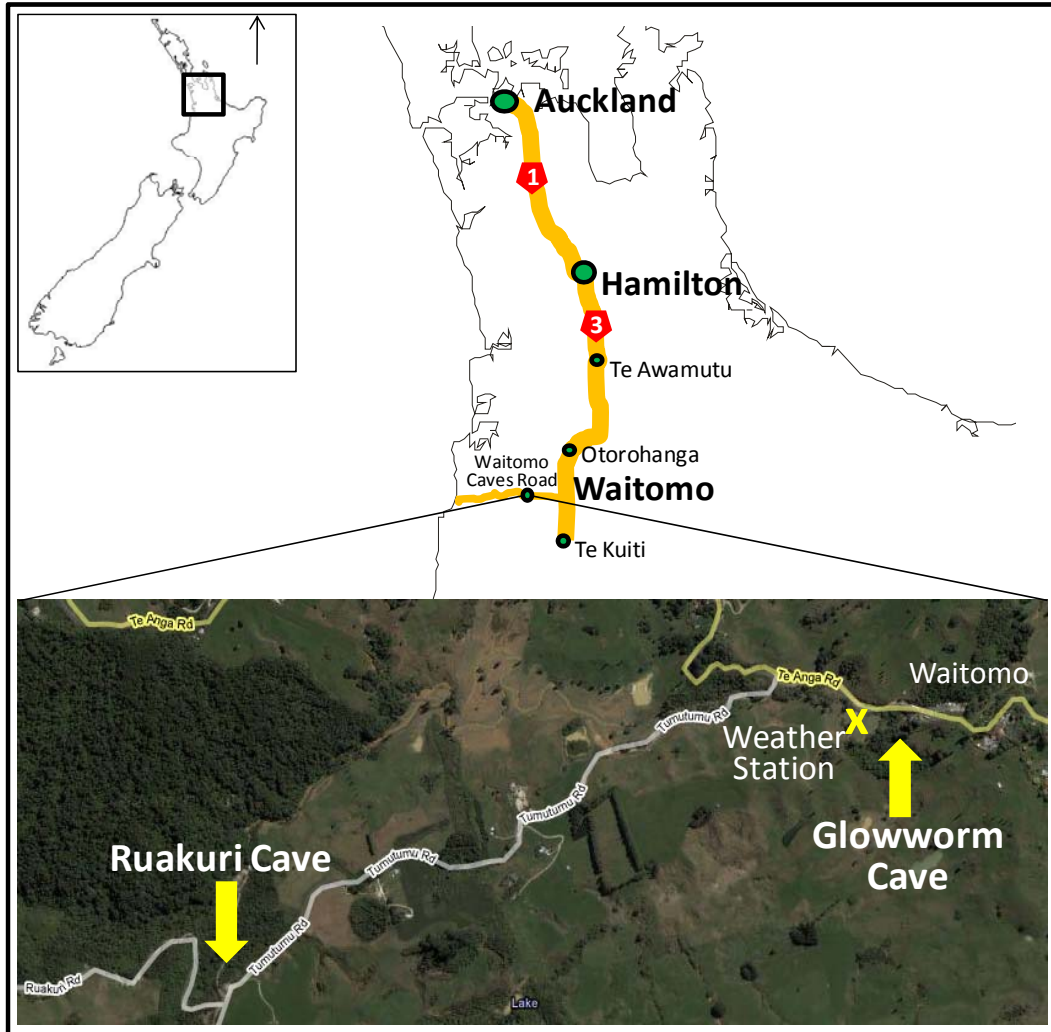 Auckland
1
Hamilton
3
Te Awamutu
Otorohanga
Waitomo
Caves Road
Waitomo
Te Kuiti
Te Anga Rd
Te Anga Rd
Waitomo
Tumutumu Rd
X
Weather
Station
Tumutumu Rd
Glowworm
Cave
Ruakuri Cave
Tumutumu Rd
Tumutumu Rd
Ruakuri Rd
Lake